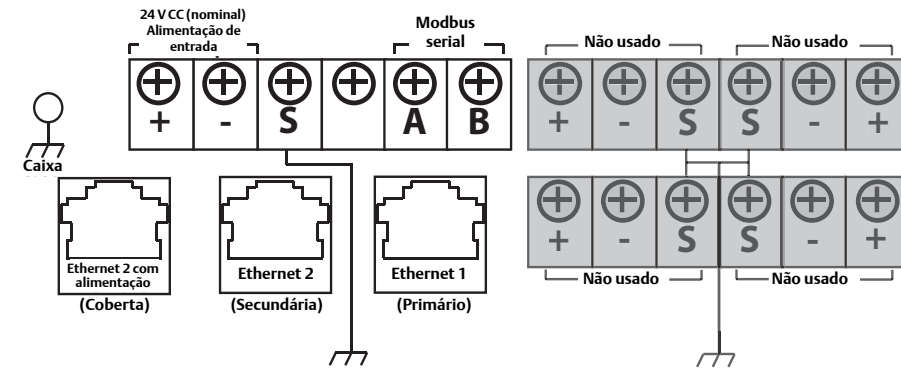 24 V CC (nominal)
Alimentação de
entrada
Modbus
serial
Não usado
Não usado
+ - S A B
+ - S S - +
Caixa
+ - S S - +
Ethernet 2 com
alimentação
Ethernet 2
Ethernet 1
Não usado
Não usado
(Coberta)
(Secundária)
(Primário)